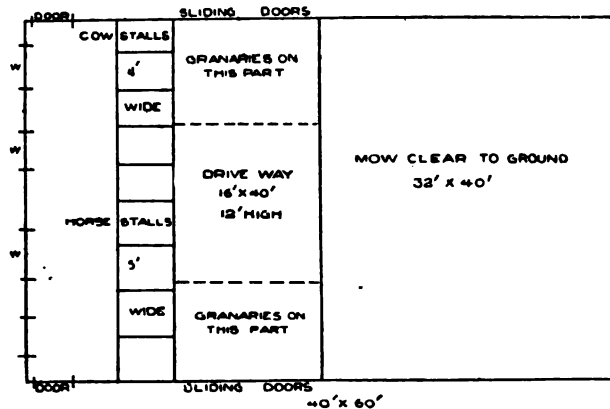 DOOR
SLIDING DOORS
COW STALLS
4'
WIDE
GRANARIES ON
THIS PART
W
W
W
DRIVE WAY
16' X 40'
12' HIGH
MOW CLEAR TO GROUND
32' X 40'
HORSE STALLS
5'
WIDE
GRANARIES ON
THIS PART
DOOR
SLIDING DOORS
40' X 60'